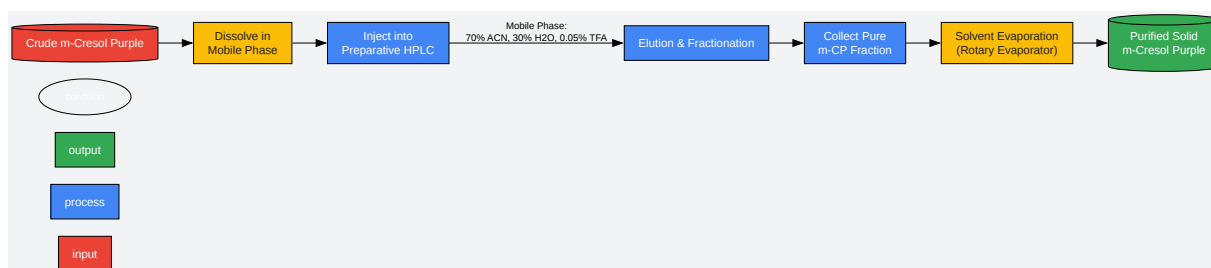 Crude m-Cresol Purple
Dissolve in
Mobile Phase
Inject into
Preparative HPLC
Mobile Phase:
70% ACN, 30% H2O, 0.05% TFA
Elution & Fractionation
Collect Pure
m-CP Fraction
Solvent Evaporation
(Rotary Evaporator)
Purified Solid
m-Cresol Purple
output
process
input